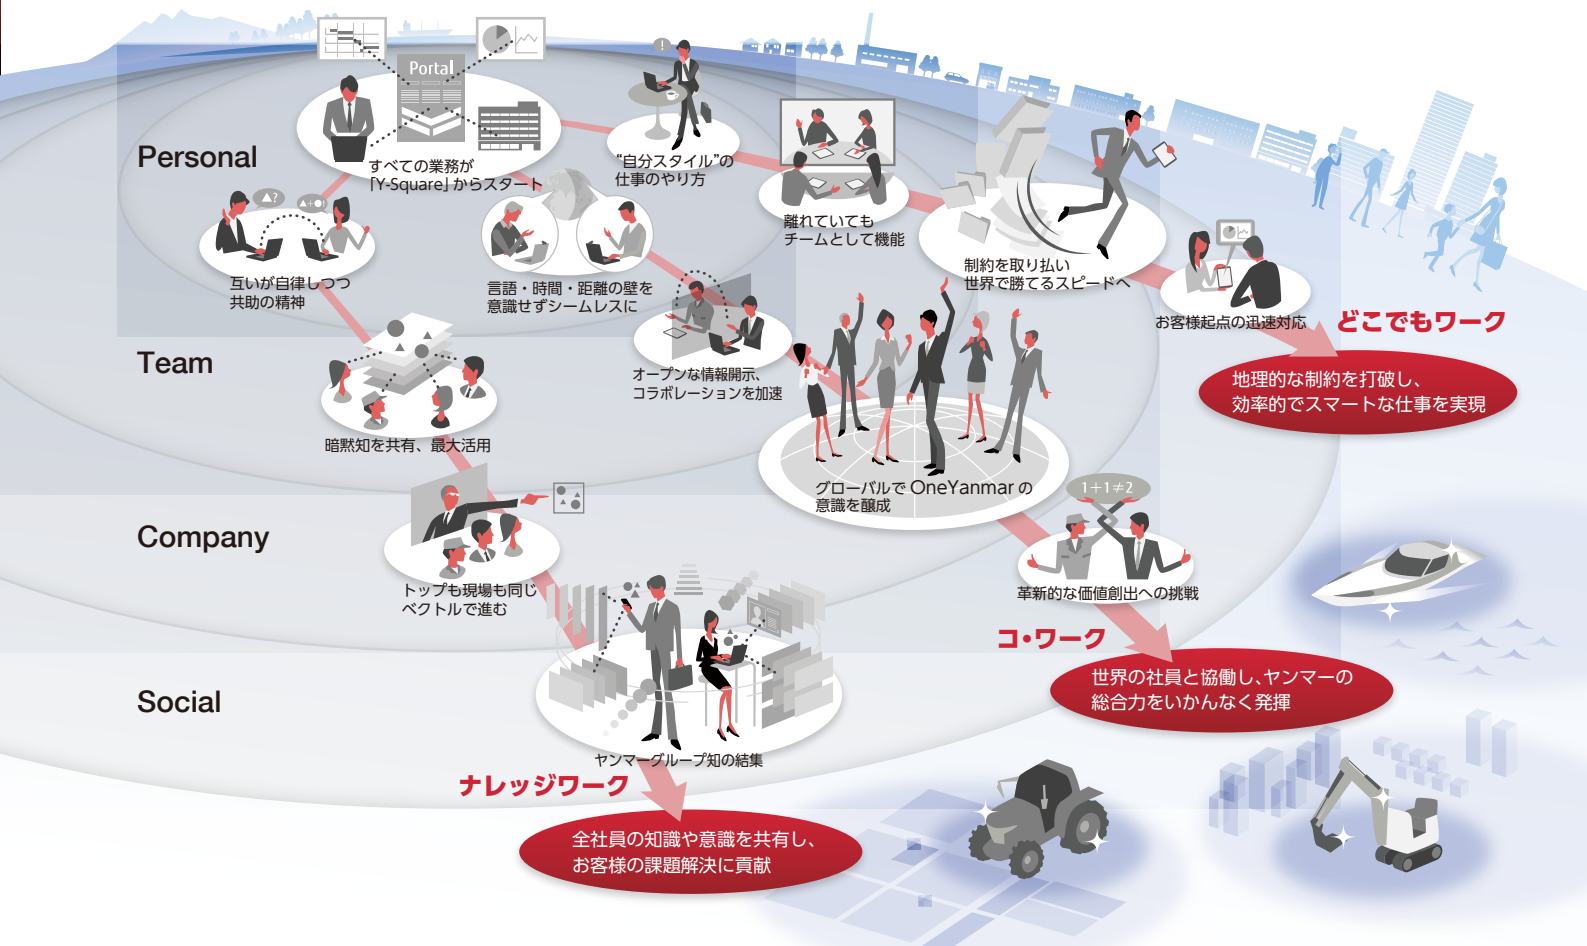 Portal
Personal
すべての業務が
「Y-Square」からスタート
!
“自分スタイル”の
仕事のやり方
離れていても
チームとして機能
制約を取り払い
世界で勝てるスピードへ
お客様起点の迅速対応
どこでもワーク
地理的な制約を打破し、
効率的でスマートな仕事を実現
▲?
▲+●!
互いが自律しつつ
共助の精神
言語・時間・距離の壁を
意識せずシームレスに
Team
オープンな情報開示、
コラボレーションを加速
暗黙知を共有、最大活用
グローバルで OneYanmar の
意識を醸成
1+1≠2
Company
トップも現場も同じ
ベクトルで進む
革新的な価値創出への挑戦
コ・ワーク
世界の社員と協働し、ヤンマーの
総合力をいかんなく発揮
Social
ヤンマーグループ知の結集
ナレッジワーク
全社員の知識や意識を共有し、
お客様の課題解決に貢献